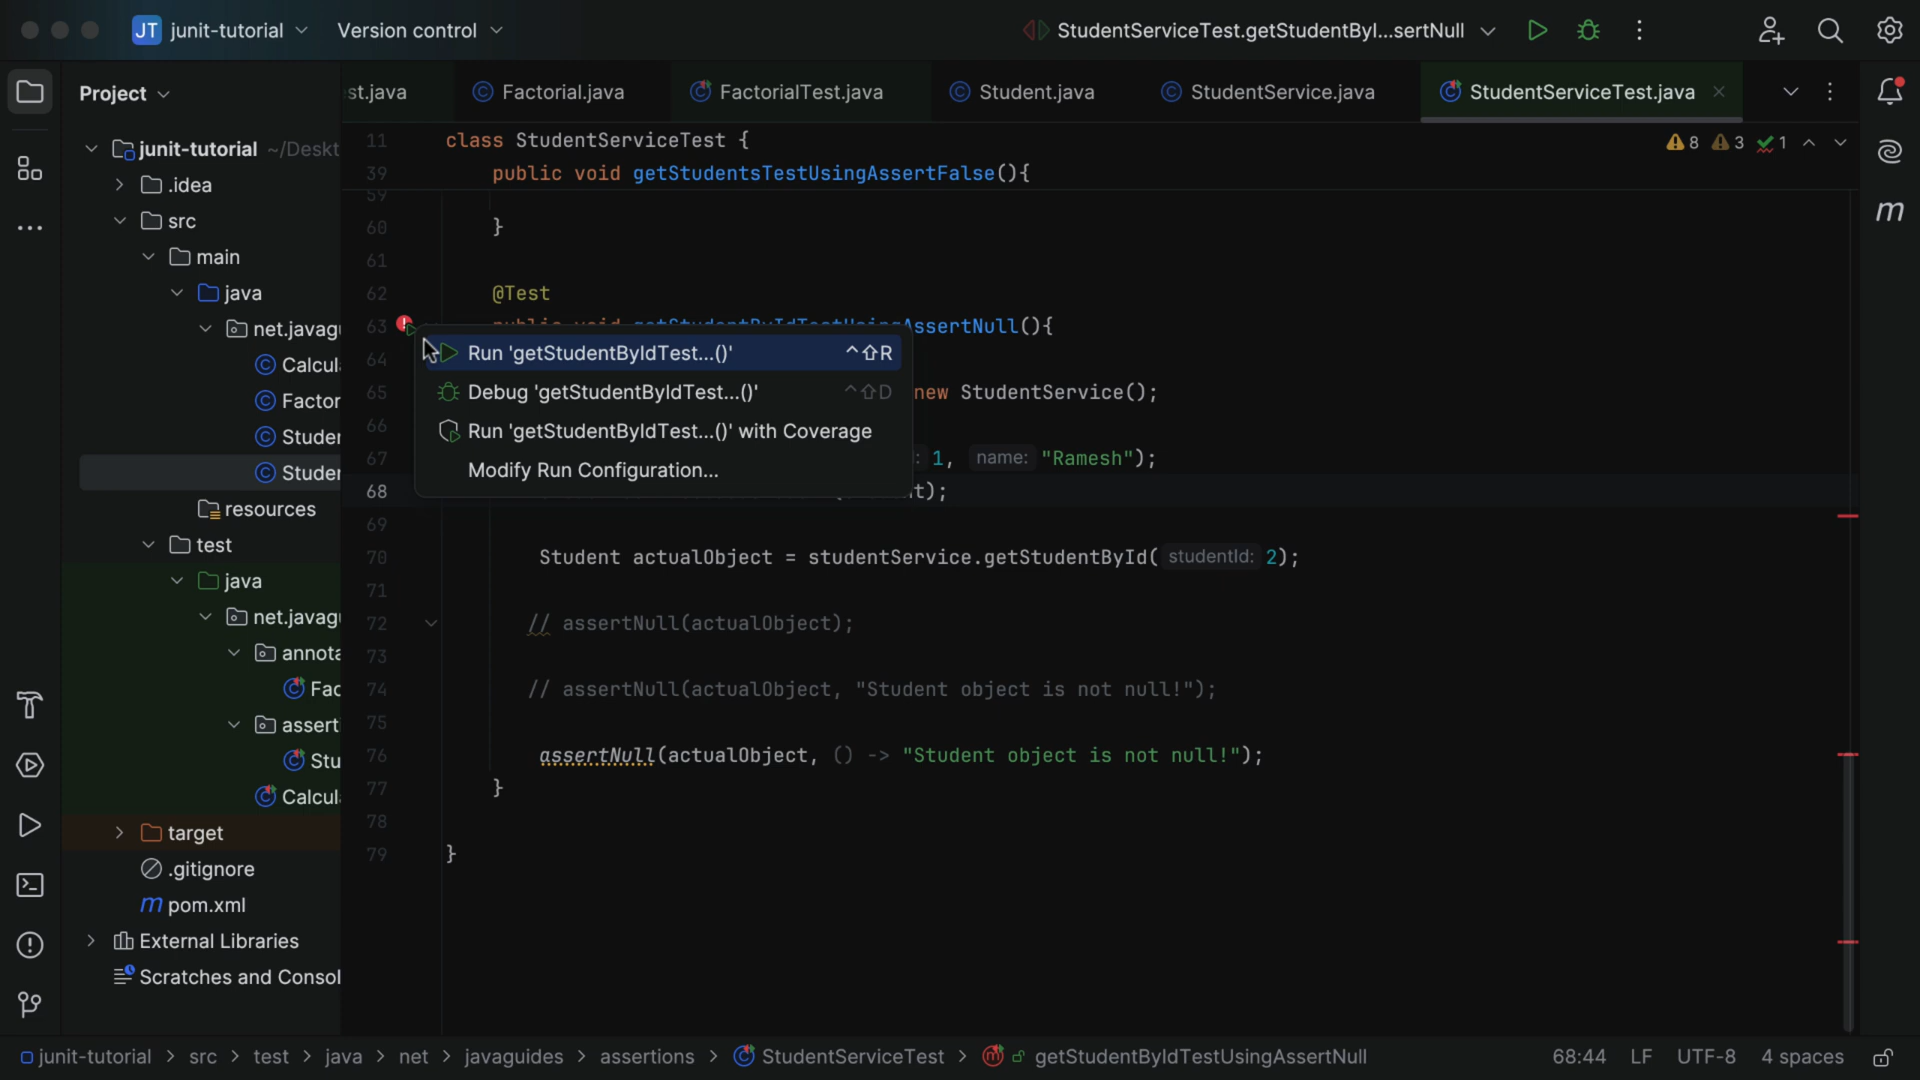 JT junit-tutorial
Version control
StudentServiceTest.getStudentByI...sertNull
Project
st.java
Factorial.java
FactorialTest.java
Student.java
StudentService.java
StudentServiceTest.java
junit-tutorial ~/Deskt
.idea
src
main
java
net.javag
Calcul
Factor
Studer
Studer
resources
test
java
net.javag
annota
Fac
assert
Stu
Calcul
target
.gitignore
m pom.xml
External Libraries
Scratches and Consol
8 3 1
11 class StudentServiceTest {
39 public void getStudentsTestUsingAssertFalse(){
59
60 }
61
62 @Test
63 public void getStudentByIdTestUsingAssertNull(){
64
65 new StudentService();
66
67 : 1, name: "Ramesh");
68 t);
69
70 Student actualObject = studentService.getStudentById( studentId: 2);
71
72 // assertNull(actualObject);
73
74 // assertNull(actualObject, "Student object is not null!");
75
76 assertNull(actualObject, () -> "Student object is not null!");
77 }
78
79 }
Run 'getStudentByIdTest...()' ^⇧R
Debug 'getStudentByIdTest...()' ^⇧D
Run 'getStudentByIdTest...()' with Coverage
Modify Run Configuration...
m
junit-tutorial > src > test > java > net > javaguides > assertions > StudentServiceTest > getStudentByIdTestUsingAssertNull
68:44 LF UTF-8 4 spaces